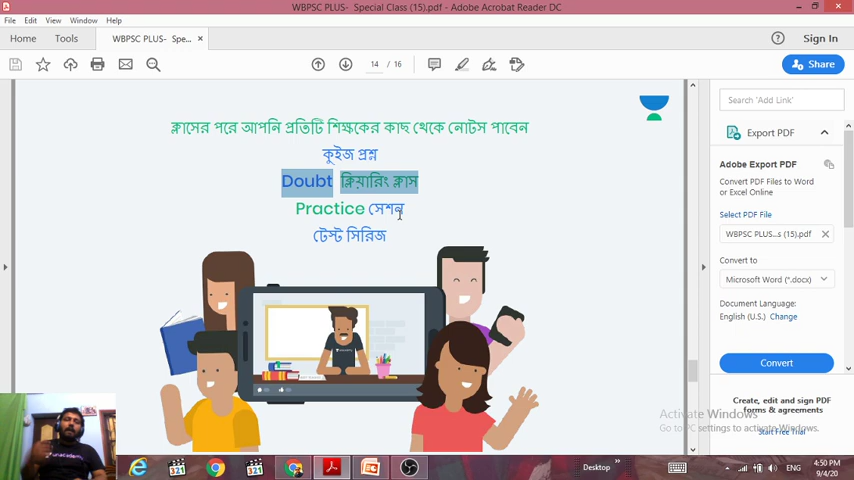 WBPSC PLUS- Special Class (15).pdf - Adobe Acrobat Reader DC
File Edit View Window Help
Home Tools WBPSC PLUS- Spe... × Sign In
14 / 16 Share
ক্লাসের পরে আপনি প্রতিটি শিক্ষকের কাছ থেকে নোটস পাবেন
কুইজ প্রশ্ন
Doubt ক্লিয়ারিং ক্লাস
Practice সেশন
টেস্ট সিরিজ
Search 'Add Link'
Export PDF
Adobe Export PDF
Convert PDF Files to Word
or Excel Online
Select PDF File
WBPSC PLUS...s (15).pdf
Convert to
Microsoft Word (*.docx)
Document Language:
English (U.S.) Change
Convert
Create, edit and sign PDF
forms & agreements
Start Free Trial
Activate Windows
Go to PC settings to activate Windows.
321 321 Desktop ENG 4:50 PM
9/4/20